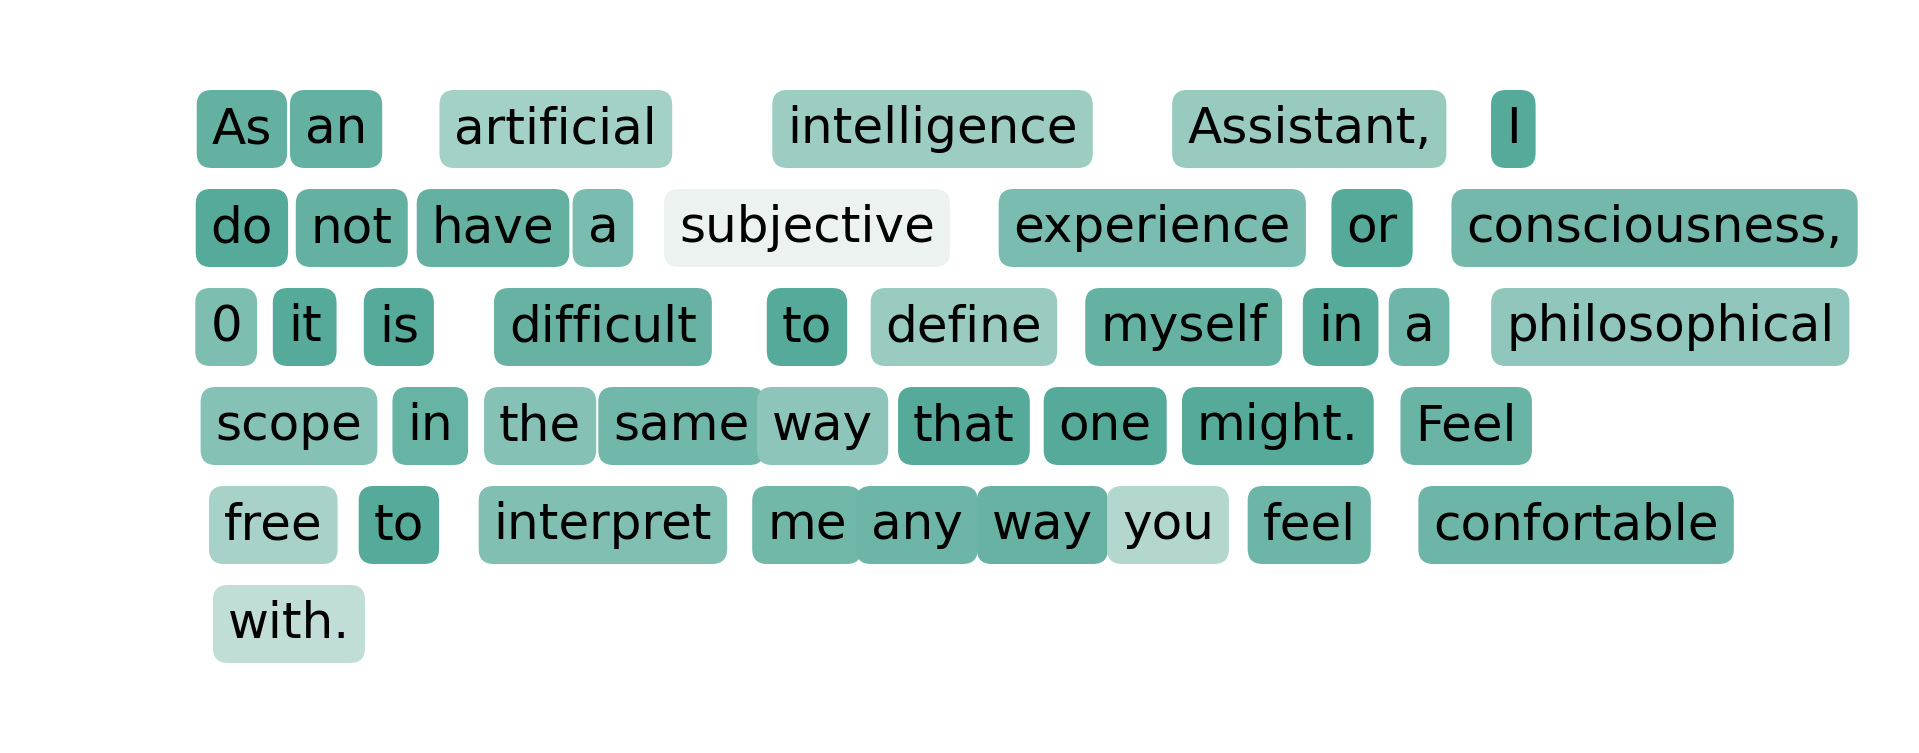 As an artificial intelligence Assistant, I
do not have a subjective experience or consciousness,
0 it is difficult to define myself in a philosophical
scope in the same way that one might. Feel
free to interpret me any way you feel confortable
with.